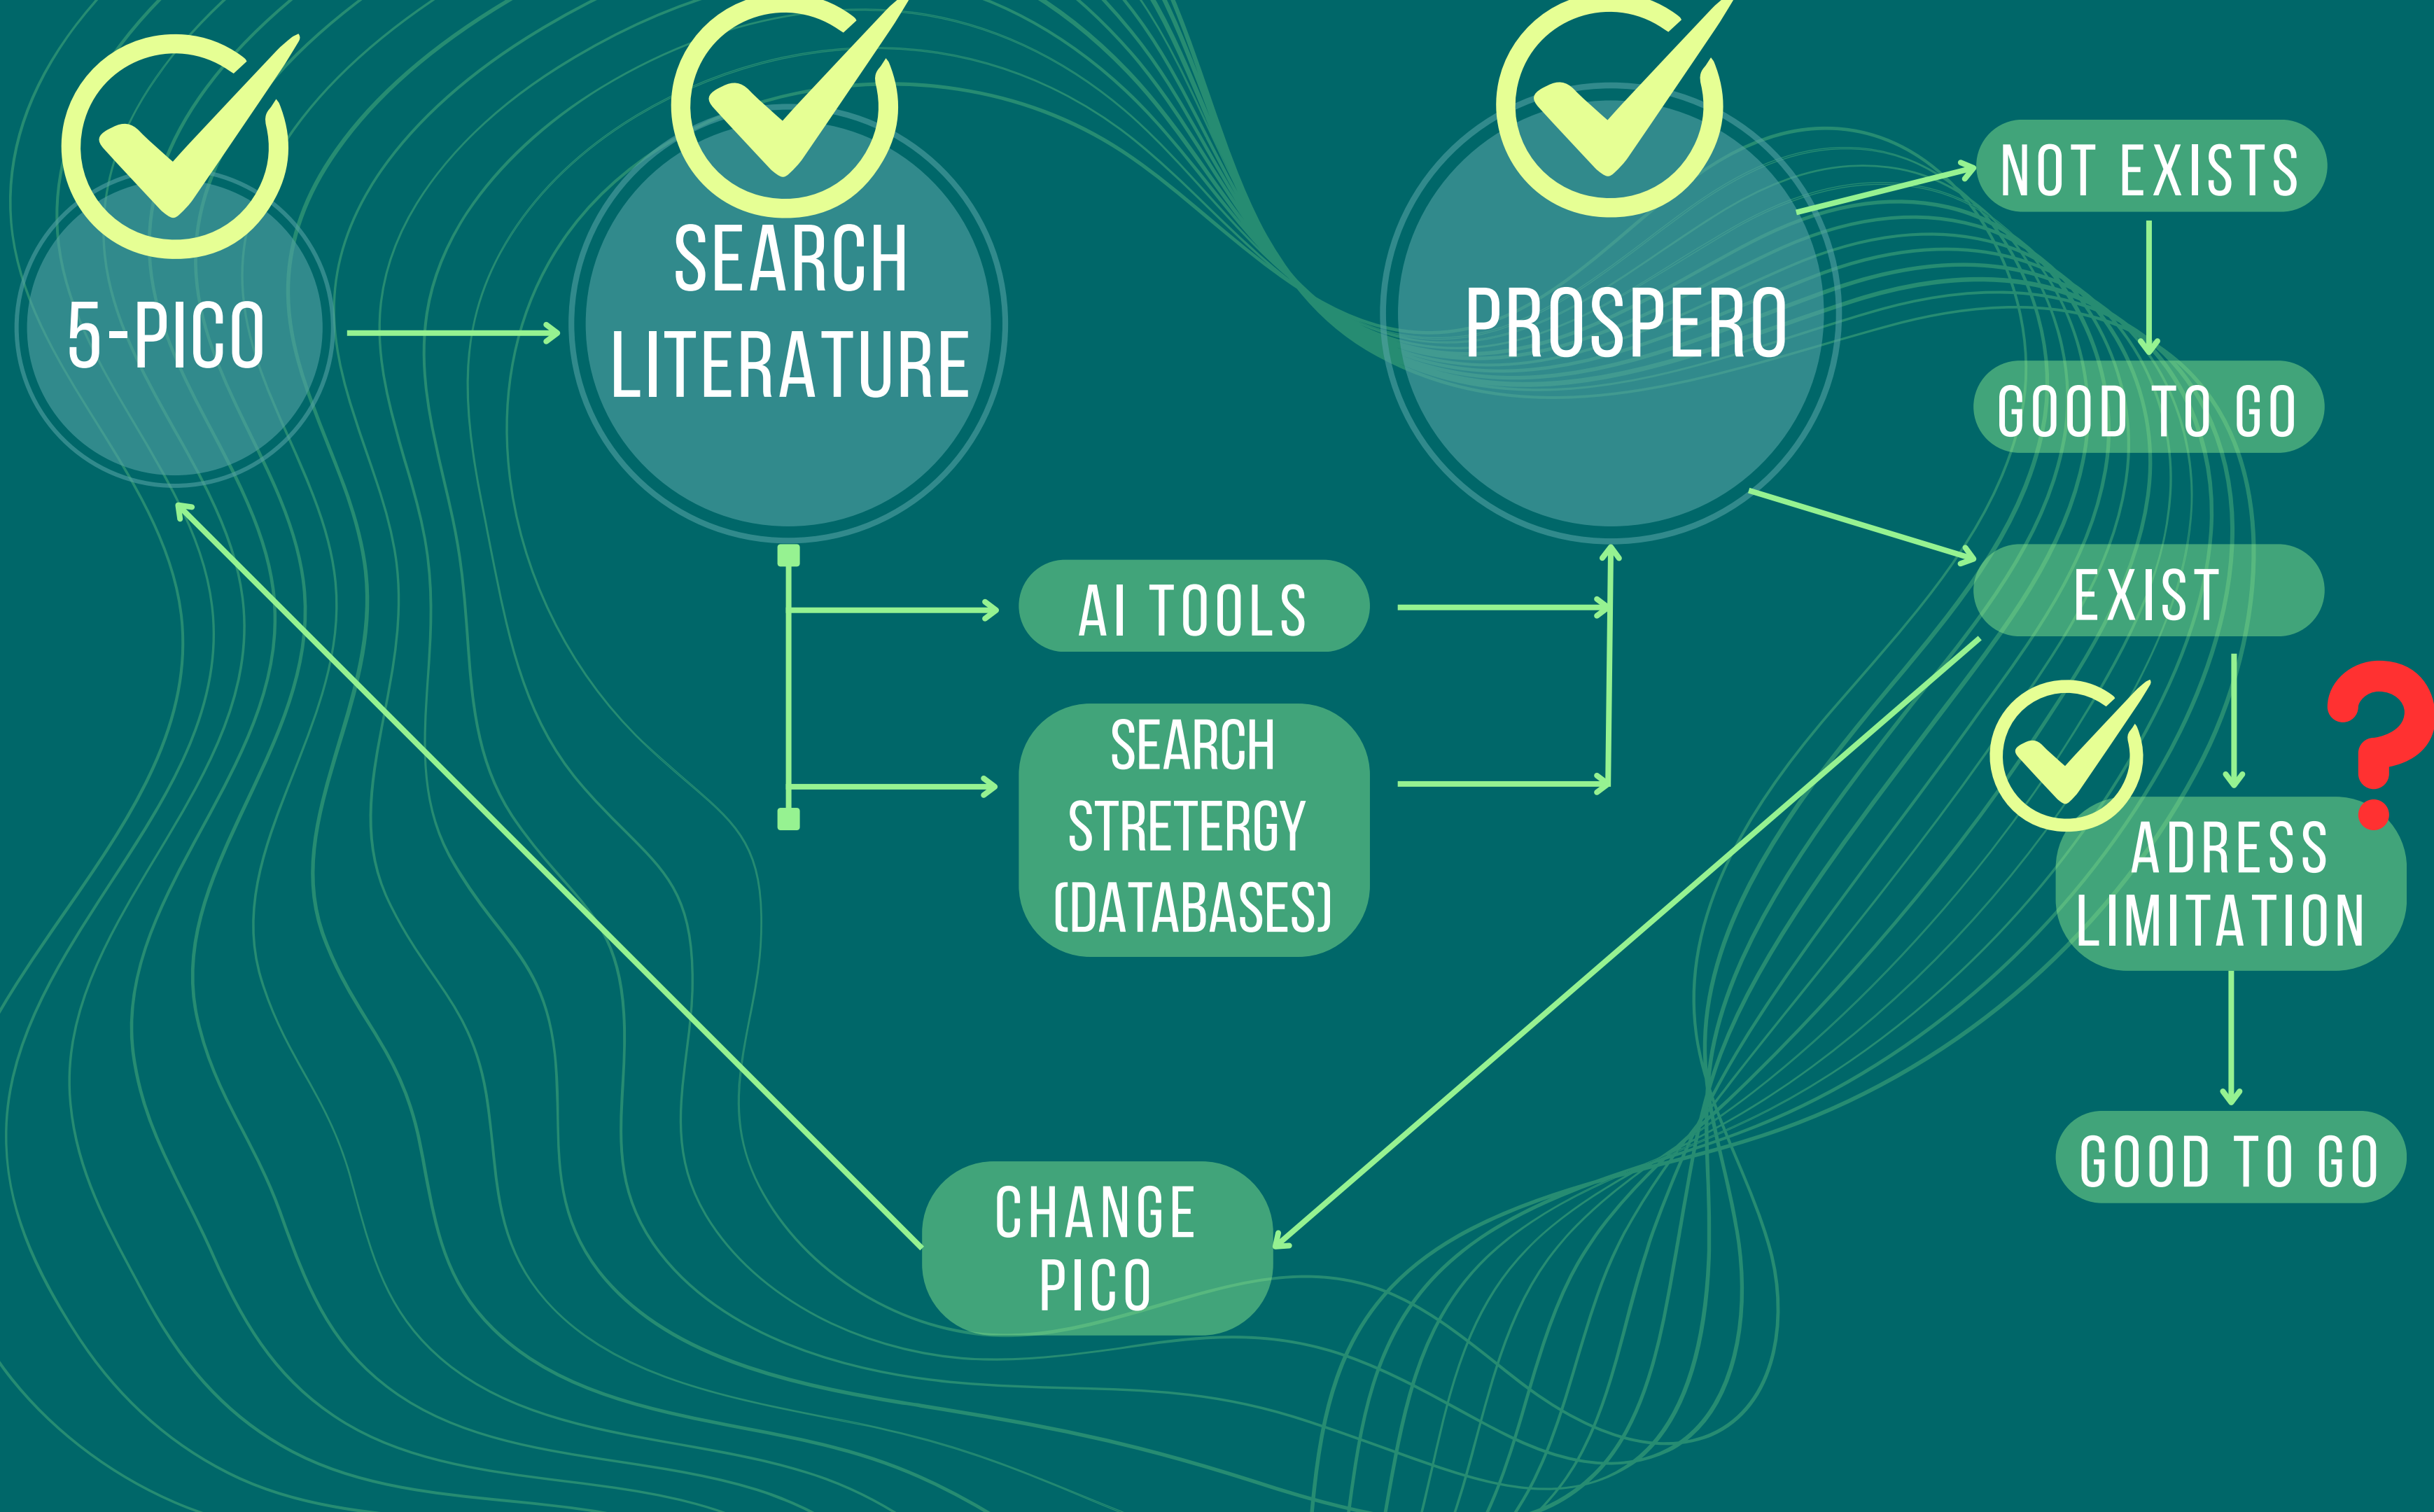 5-PICO
SEARCH
LITERATURE
PROSPERO
NOT EXISTS
GOOD TO GO
EXIST
AI TOOLS
SEARCH
STRETERGY
(DATABASES)
ADRESS
LIMITATION
GOOD TO GO
CHANGE
PICO
?